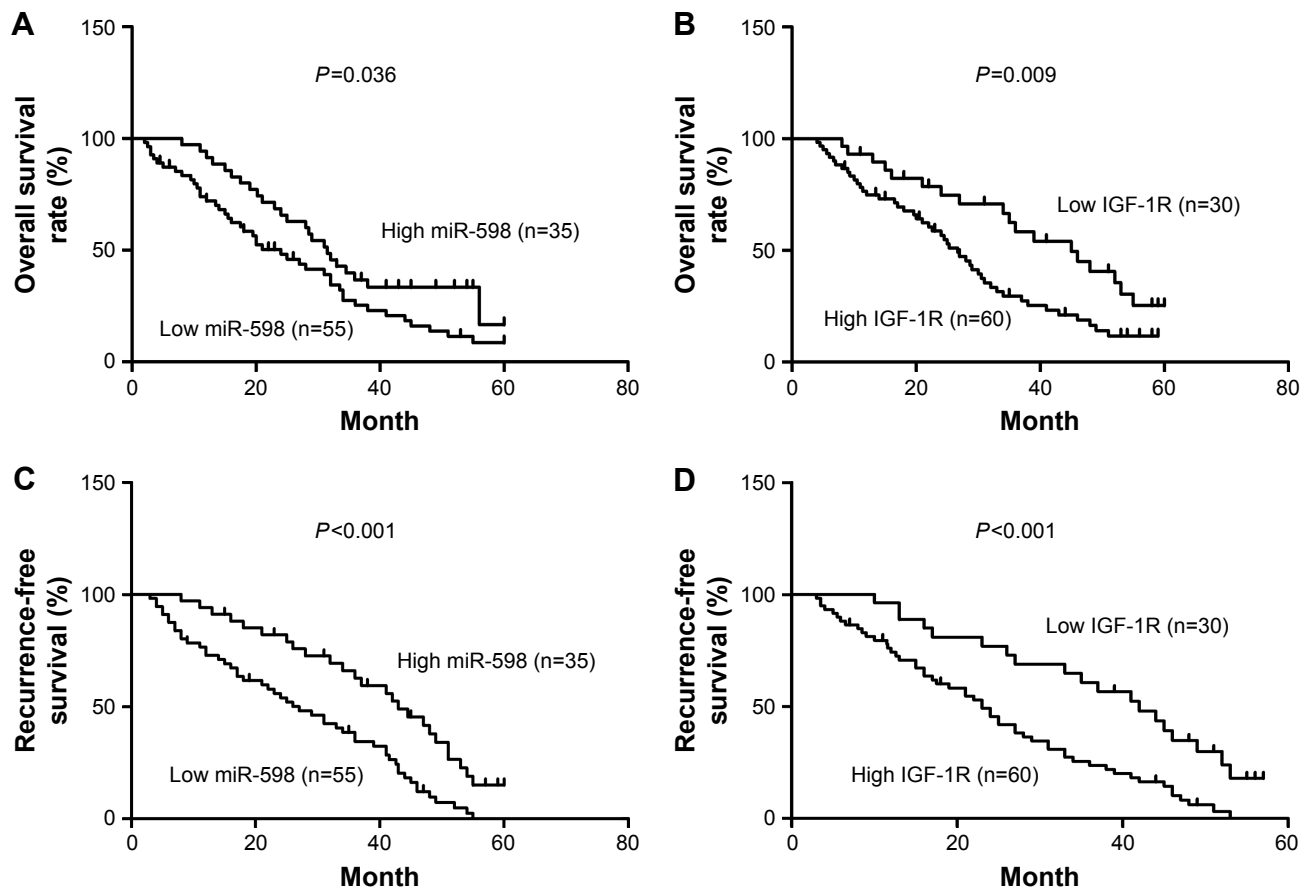 A
Overall survival
rate (%)
150
100
50
0
P=0.036
High miR-598 (n=35)
Low miR-598 (n=55)
0 20 40 60 80
Month
B
Overall survival
rate (%)
150
100
50
0
P=0.009
Low IGF-1R (n=30)
High IGF-1R (n=60)
0 20 40 60 80
Month
C
Recurrence-free
survival (%)
150
100
50
0
P<0.001
High miR-598 (n=35)
Low miR-598 (n=55)
0 20 40 60 80
Month
D
Recurrence-free
survival (%)
150
100
50
0
P<0.001
Low IGF-1R (n=30)
High IGF-1R (n=60)
0 20 40 60
Month